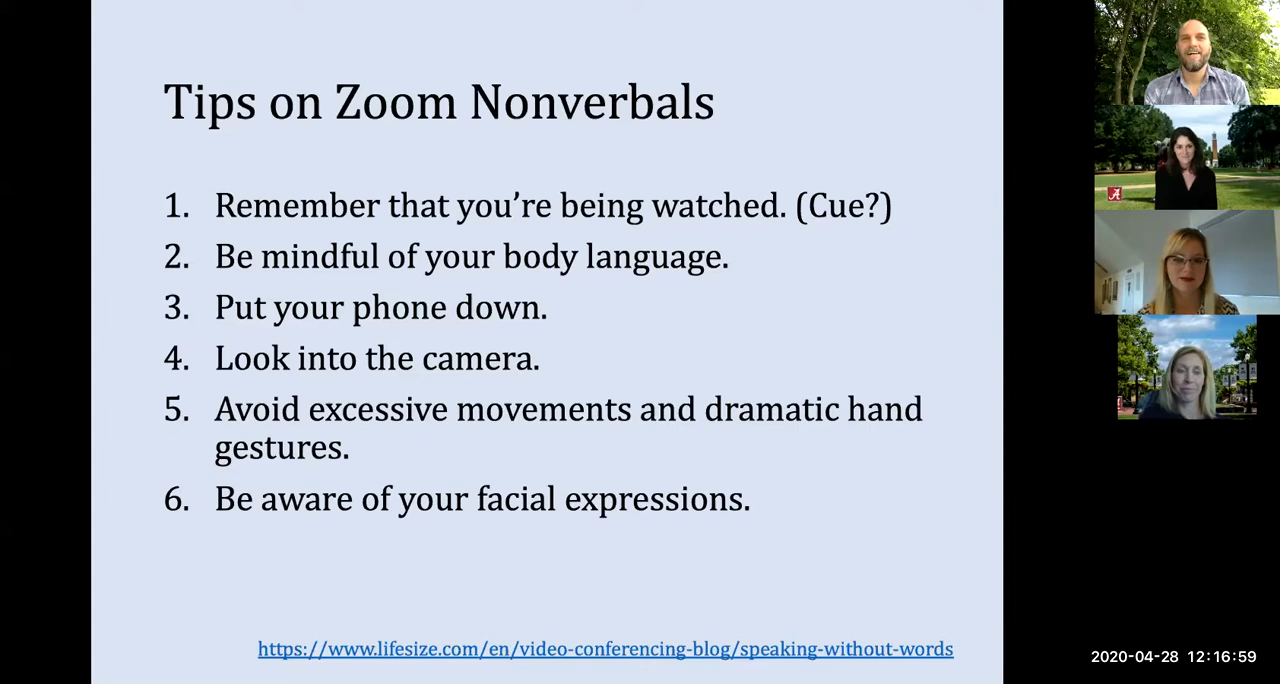 Tips on Zoom Nonverbals
1. Remember that you’re being watched. (Cue?)
2. Be mindful of your body language.
3. Put your phone down.
4. Look into the camera.
5. Avoid excessive movements and dramatic hand
gestures.
6. Be aware of your facial expressions.
https://www.lifesize.com/en/video-conferencing-blog/speaking-without-words
A
2020-04-28 12:16:59